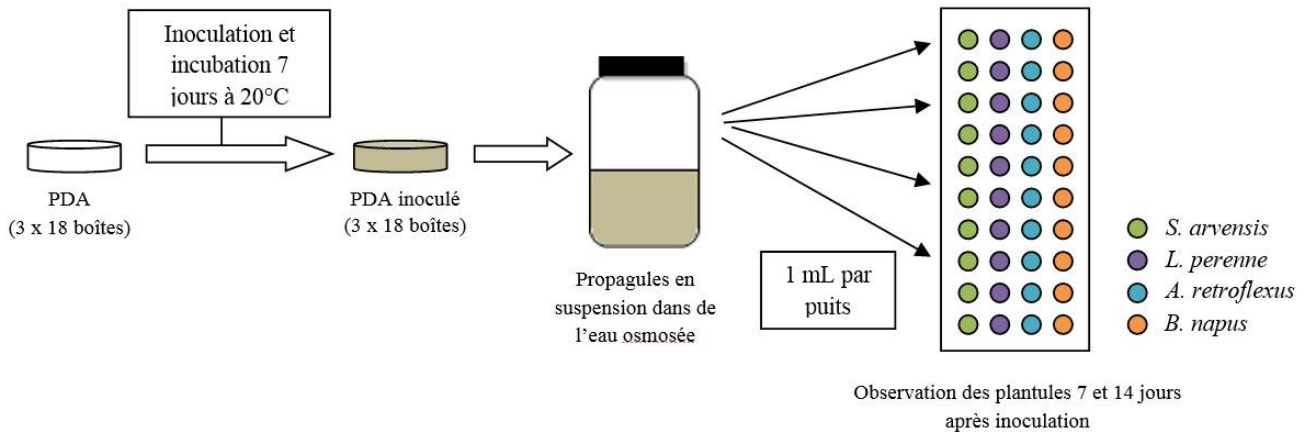 Inoculation et
incubation 7
jours à 20°C
PDA
(3 x 18 boîtes)
PDA inoculé
(3 x 18 boîtes)
Propagules en
suspension dans de
l'eau osmosée
1 mL par
puits
S. arvensis
L. perenne
A. retroflexus
B. napus
Observation des plantules 7 et 14 jours
après inoculation